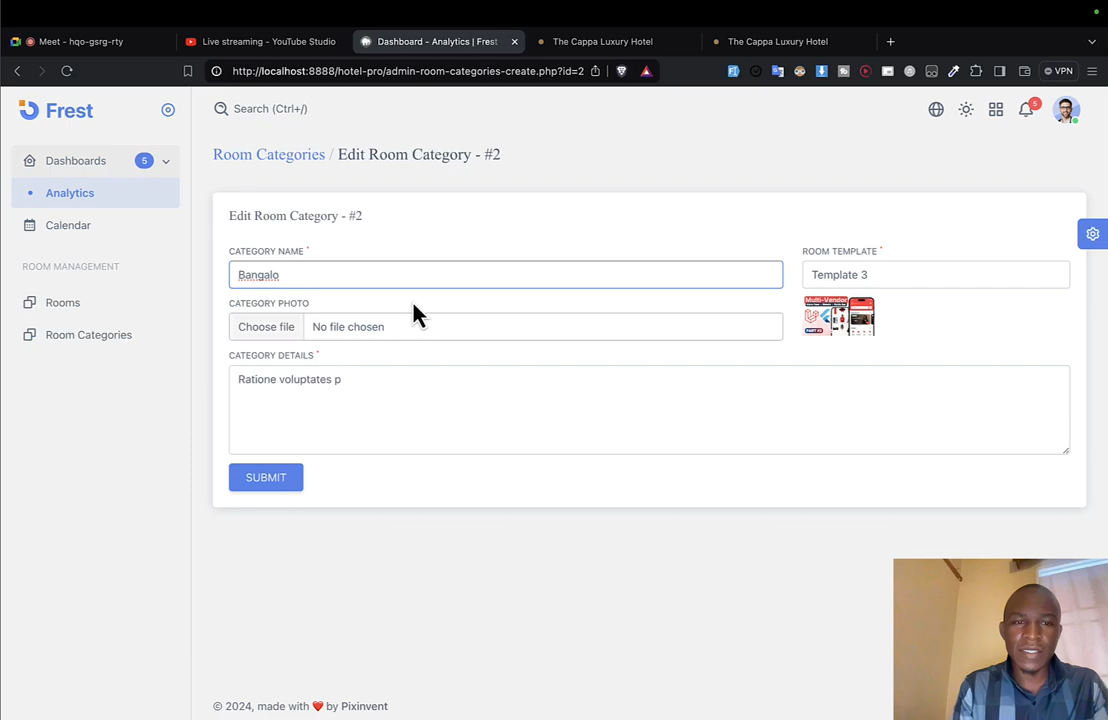 Meet - hqo-gsrg-rty
Live streaming - YouTube Studio
Dashboard - Analytics | Frest
The Cappa Luxury Hotel
The Cappa Luxury Hotel
http://localhost:8888/hotel-pro/admin-room-categories-create.php?id=2
VPN
Frest
Search (Ctrl+/)
5
Dashboards
5
Analytics
Calendar
ROOM MANAGEMENT
Rooms
Room Categories
Room Categories / Edit Room Category - #2
Edit Room Category - #2
CATEGORY NAME *
ROOM TEMPLATE *
Bangalo
Template 3
CATEGORY PHOTO
Multi-Vendor
Choose file
No file chosen
CATEGORY DETAILS *
Ratione voluptates p
SUBMIT
© 2024, made with ❤️ by Pixinvent